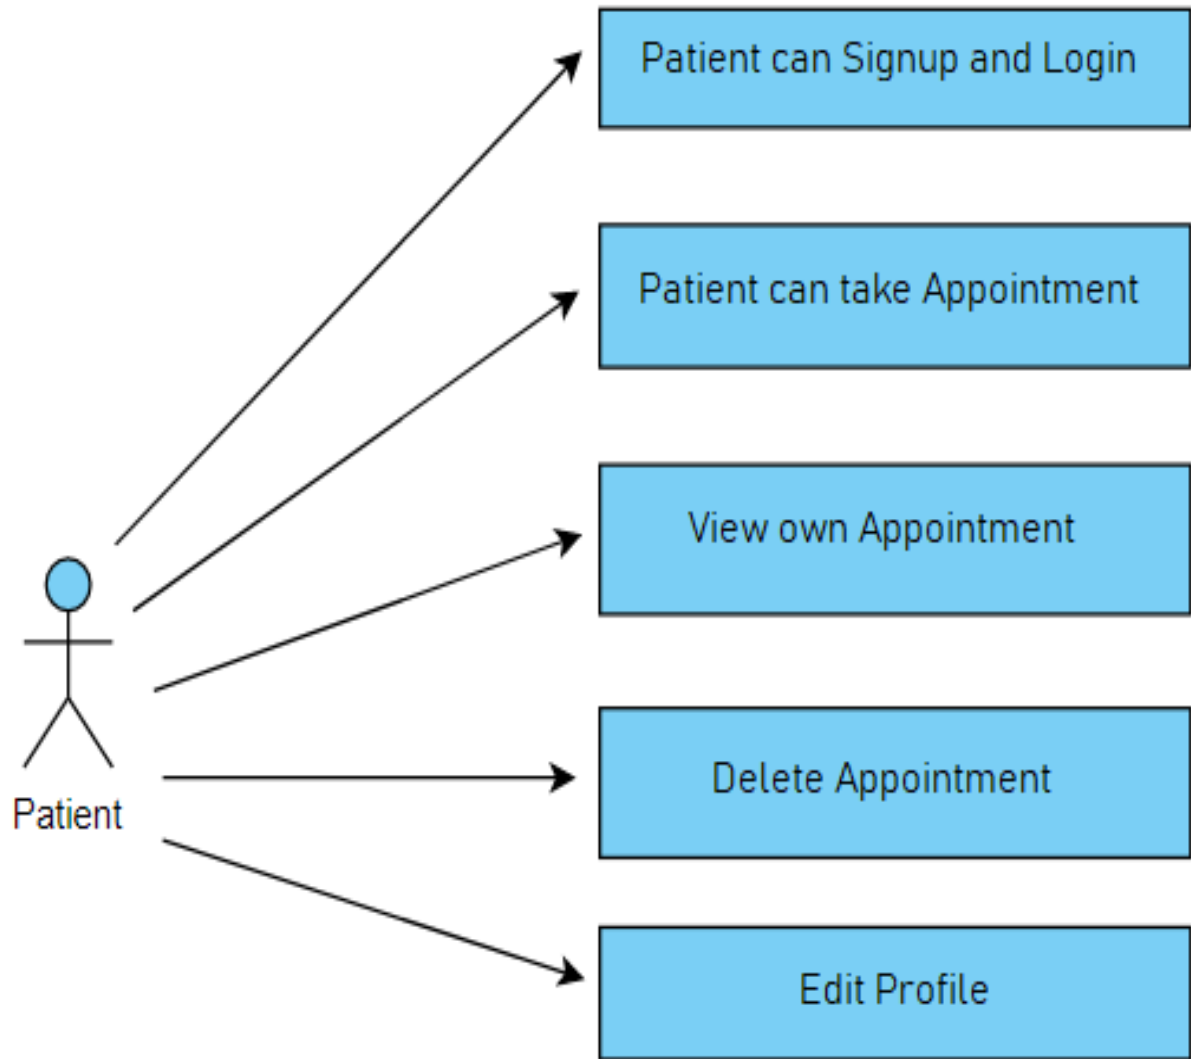 Patient can Signup and Login
Patient can take Appointment
View own Appointment
Delete Appointment
Patient
Edit Profile